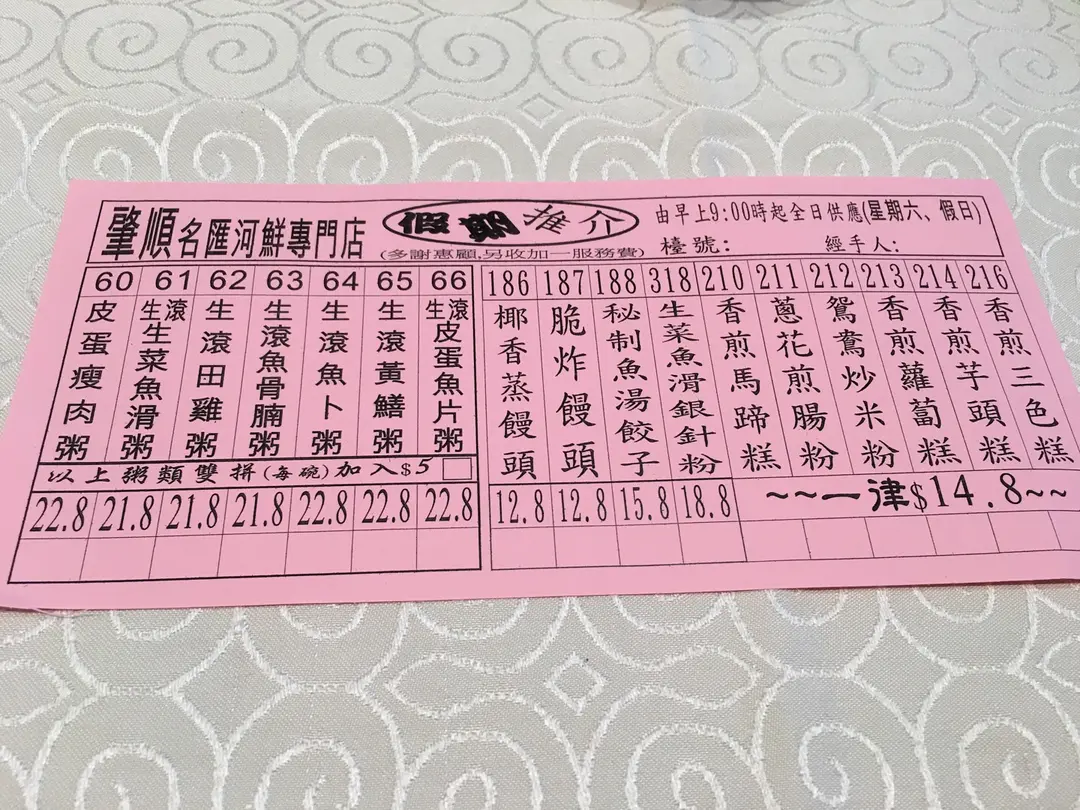 肇順名匯河鮮專門店
假期推介
(多謝惠顧,另收加一服務費)
由早上9:00時起全日供應(星期六、假日)
檯號:
經手人:
60
皮蛋瘦肉粥
22.8
61
生滾生菜魚滑粥
21.8
62
生滾田雞粥
21.8
63
生滾魚骨腩粥
21.8
64
生滾魚卜粥
22.8
65
生滾黃鱔粥
22.8
66
生滾皮蛋魚片粥
22.8
以上粥類雙拼(每碗)加入$5
186
椰香蒸饅頭
12.8
187
脆炸饅頭
12.8
188
秘制魚湯餃子
15.8
318
生菜魚滑銀針粉
18.8
210
香煎馬蹄糕
211
蔥花煎腸粉
212
鴛鴦炒米粉
213
香煎蘿蔔糕
214
香煎芋頭糕
216
香煎三色糕
~~一律$14.8~~